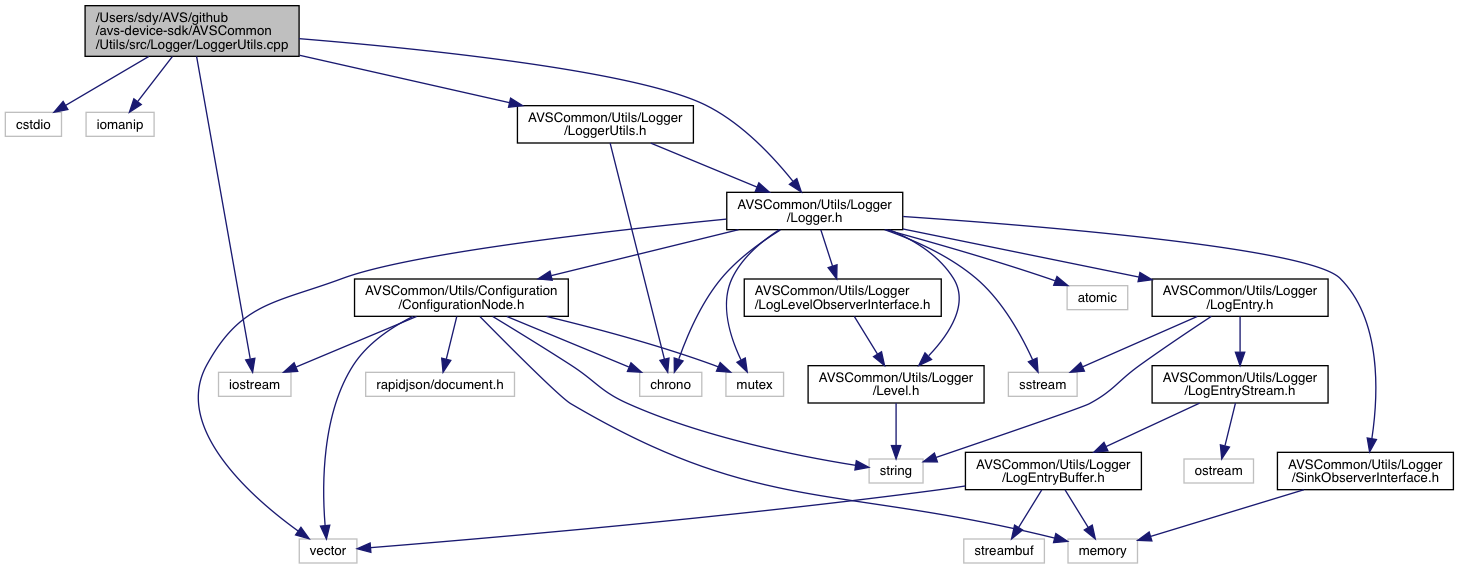 /Users/sdy/AVS/github
/avs-device-sdk/AVSCommon
/Utils/src/Logger/LoggerUtils.cpp
cstdio
iomanip
AVSCommon/Utils/Logger
/LoggerUtils.h
AVSCommon/Utils/Logger
/Logger.h
AVSCommon/Utils/Configuration
/ConfigurationNode.h
AVSCommon/Utils/Logger
/LogLevelObserverInterface.h
atomic
AVSCommon/Utils/Logger
/LogEntry.h
iostream
rapidjson/document.h
chrono
mutex
AVSCommon/Utils/Logger
/Level.h
sstream
AVSCommon/Utils/Logger
/LogEntryStream.h
string
AVSCommon/Utils/Logger
/LogEntryBuffer.h
ostream
AVSCommon/Utils/Logger
/SinkObserverInterface.h
vector
streambuf
memory